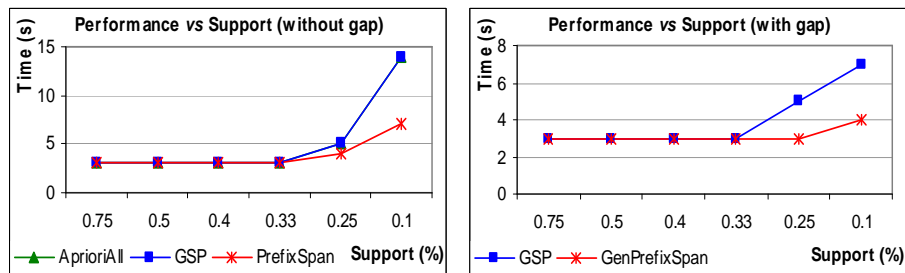 Performance vs Support (without gap)
Time (s)
15
10
5
0
0.75 0.5 0.4 0.33 0.25 0.1
Support (%)
AprioriAll GSP PrefixSpan
Performance vs Support (with gap)
Time (s)
8
6
4
2
0
0.75 0.5 0.4 0.33 0.25 0.1
Support (%)
GSP GenPrefixSpan